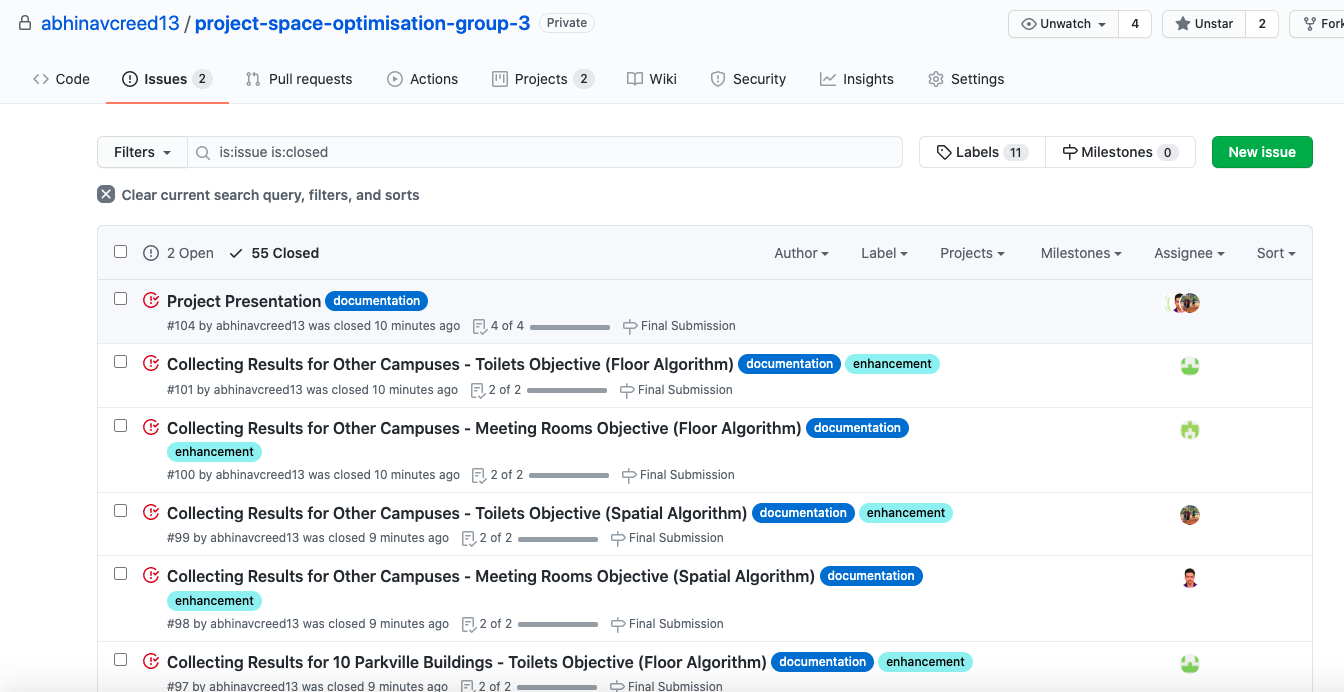 abhinavcreed13 / project-space-optimisation-group-3 Private Unwatch 4 Unstar 2 Fork
Code Issues 2 Pull requests Actions Projects 2 Wiki Security Insights Settings
Filters is:issue is:closed Labels 11 Milestones 0 New issue
Clear current search query, filters, and sorts
2 Open 55 Closed Author Label Projects Milestones Assignee Sort
Project Presentation documentation
#104 by abhinavcreed13 was closed 10 minutes ago 4 of 4 Final Submission
Collecting Results for Other Campuses - Toilets Objective (Floor Algorithm) documentation enhancement
#101 by abhinavcreed13 was closed 10 minutes ago 2 of 2 Final Submission
Collecting Results for Other Campuses - Meeting Rooms Objective (Floor Algorithm) documentation
enhancement
#100 by abhinavcreed13 was closed 10 minutes ago 2 of 2 Final Submission
Collecting Results for Other Campuses - Toilets Objective (Spatial Algorithm) documentation enhancement
#99 by abhinavcreed13 was closed 9 minutes ago 2 of 2 Final Submission
Collecting Results for Other Campuses - Meeting Rooms Objective (Spatial Algorithm) documentation
enhancement
#98 by abhinavcreed13 was closed 9 minutes ago 2 of 2 Final Submission
Collecting Results for 10 Parkville Buildings - Toilets Objective (Floor Algorithm) documentation enhancement
#97 by abhinavcreed13 was closed 9 minutes ago 2 of 2 Final Submission